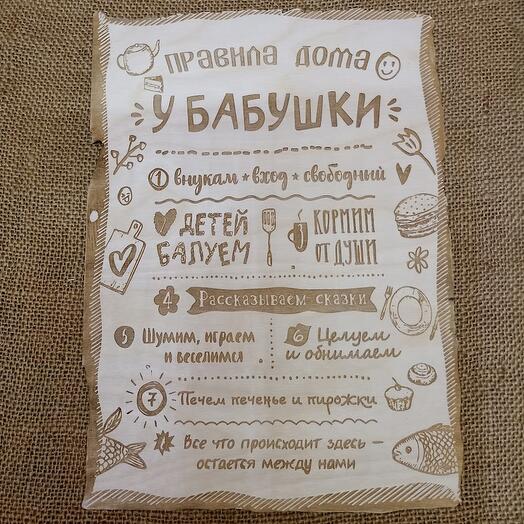 ПРАВИЛА ДОМА
У БАБУШКИ
1 внукам вход свободный
ДЕТЕЙ
БАЛУЕМ
КОРМИМ
ОТ ДУШИ
4 Рассказываем сказки
5 Шумим, играем
и веселимся
6 Целуем
и обнимаем
7 Печем печенье и пирожки
Все что происходит здесь –
остается между нами